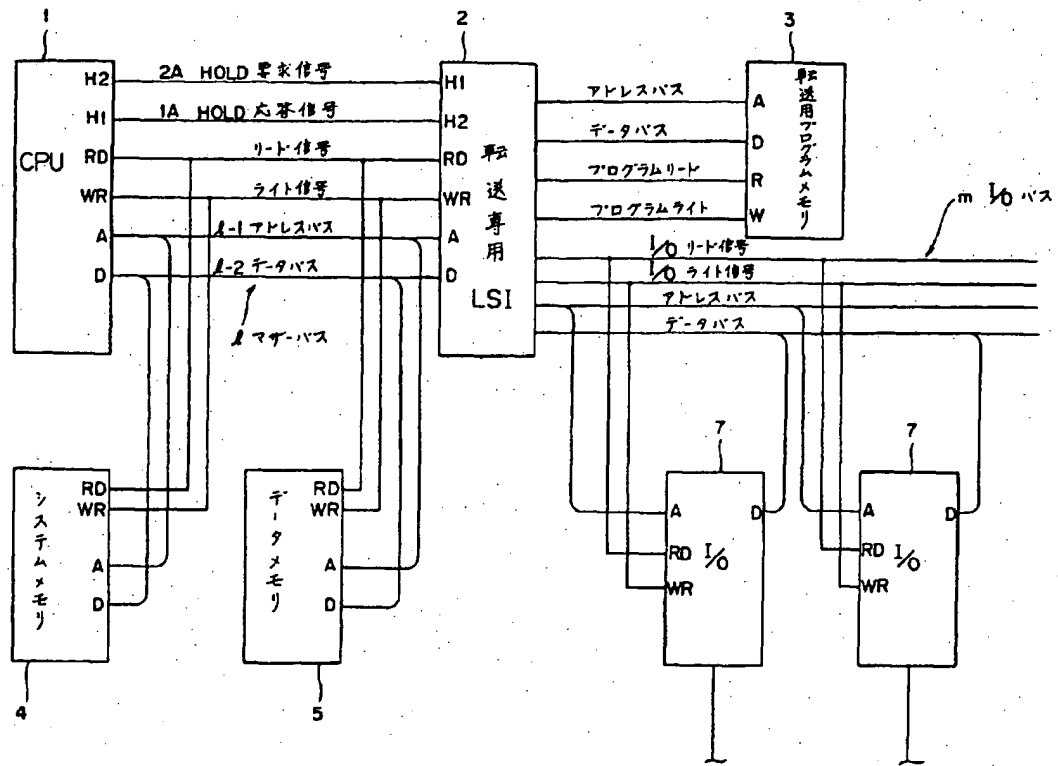 1
2
3
CPU
H2
H1
RD
WR
A
D
2A HOLD 要求信号
1A HOLD 応答信号
リード信号
ライト信号
l-1 アドレスバス
l-2 データバス
l マザーバス
H1
H2
RD
WR
A
D
転送専用
LSI
アドレスバス
データバス
プログラムリード
プログラムライト
A
D
R
W
転送用プログラムメモリ
m I/O バス
I/O リード信号
I/O ライト信号
アドレスバス
データバス
システムメモリ
RD
WR
A
D
4
データメモリ
RD
WR
A
D
5
7
A
D
RD
I/O
WR
7
A
D
RD
I/O
WR